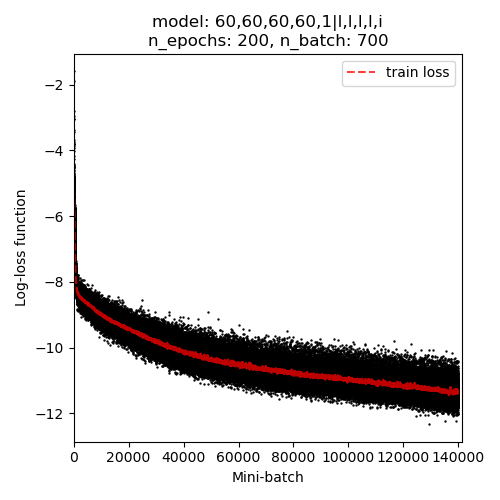 model: 60,60,60,60,1|l,l,l,l,i
n_epochs: 200, n_batch: 700
train loss
Log-loss function
−2
−4
−6
−8
−10
−12
0 20000 40000 60000 80000 100000 120000 140000
Mini-batch